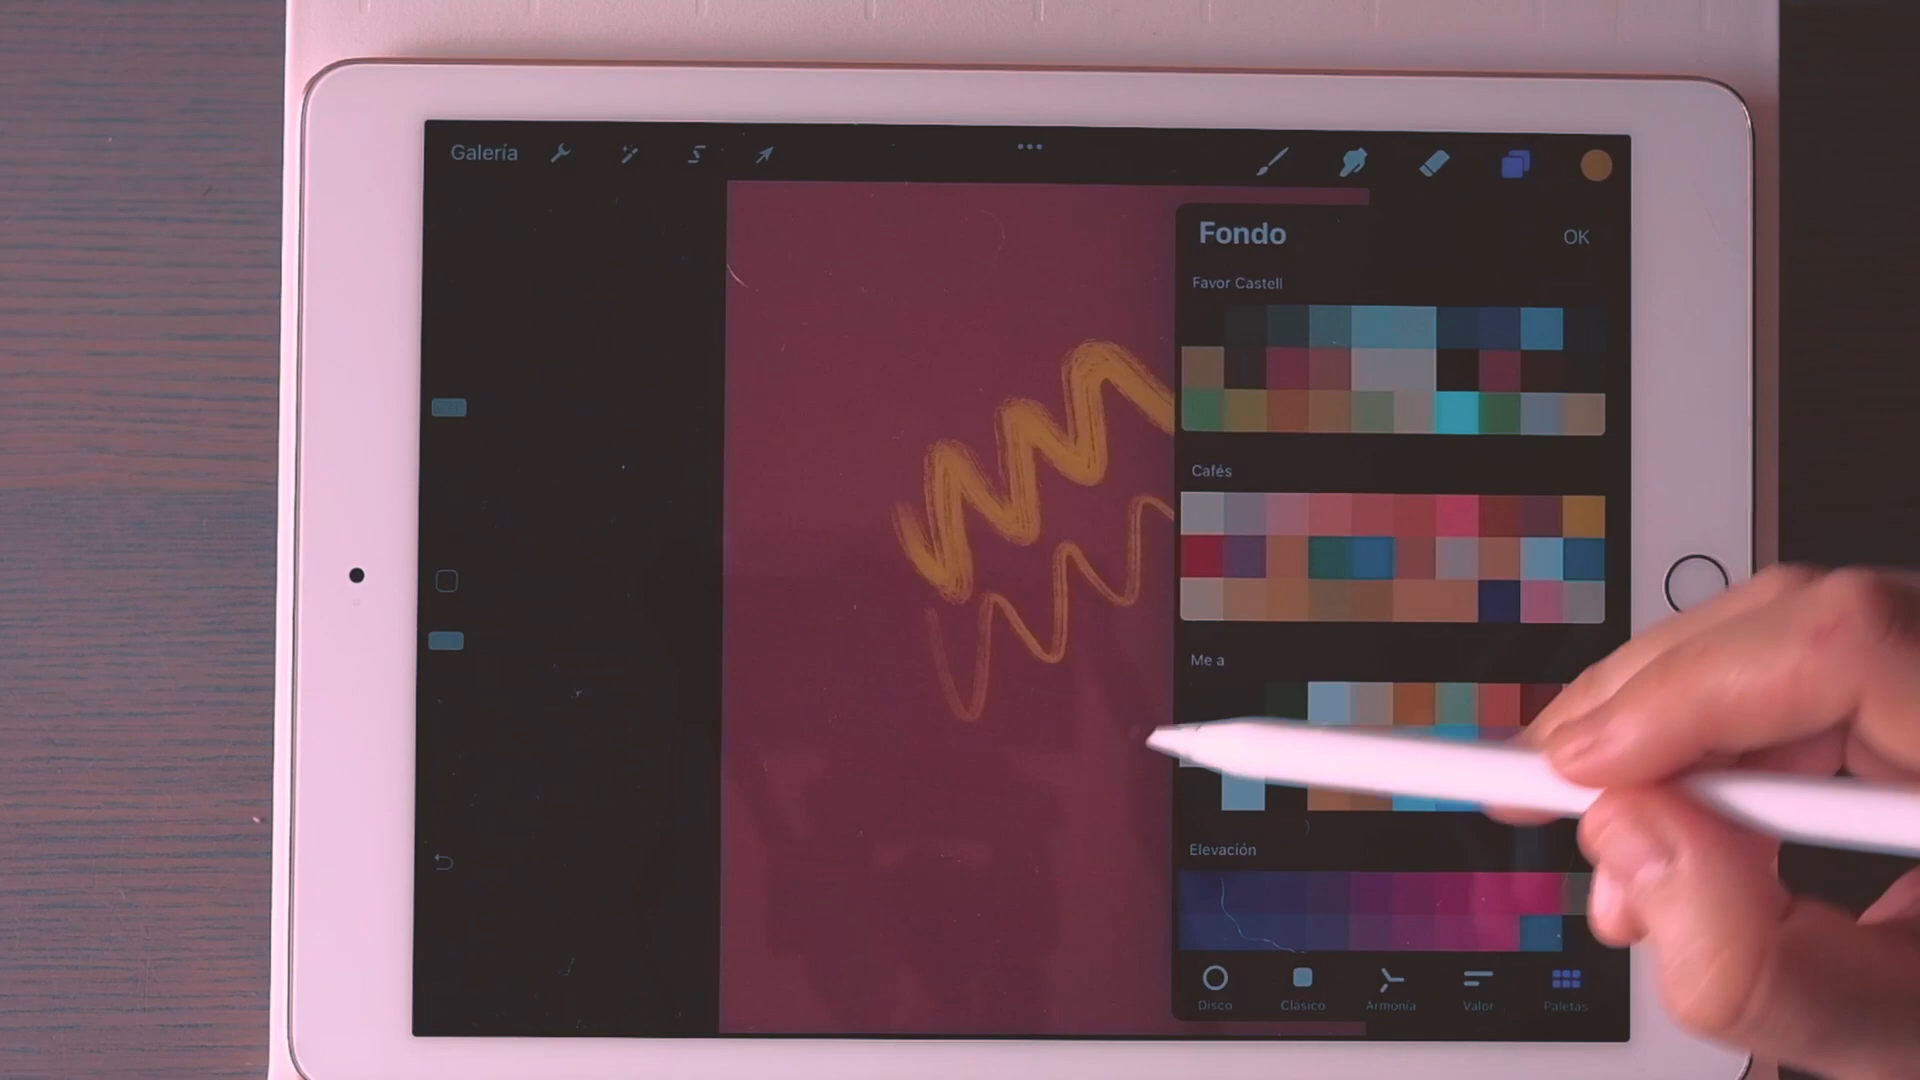 Galería
Fondo
OK
Favor Castell
Cafés
Me a
Elevación
Disco
Clásico
Armonía
Valor
Paletas